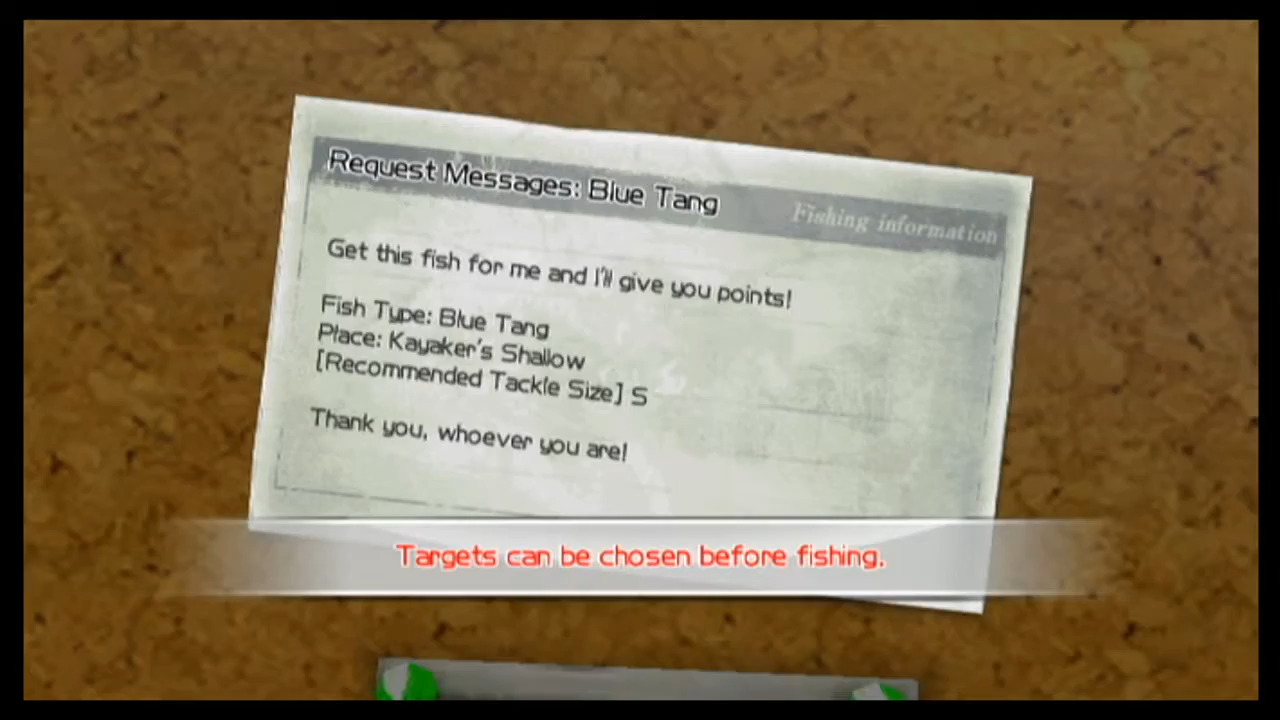 Request Messages: Blue Tang
Fishing information
Get this fish for me and I'll give you points!
Fish Type: Blue Tang
Place: Kayaker's Shallow
[Recommended Tackle Size] S
Thank you, whoever you are!
Targets can be chosen before fishing.